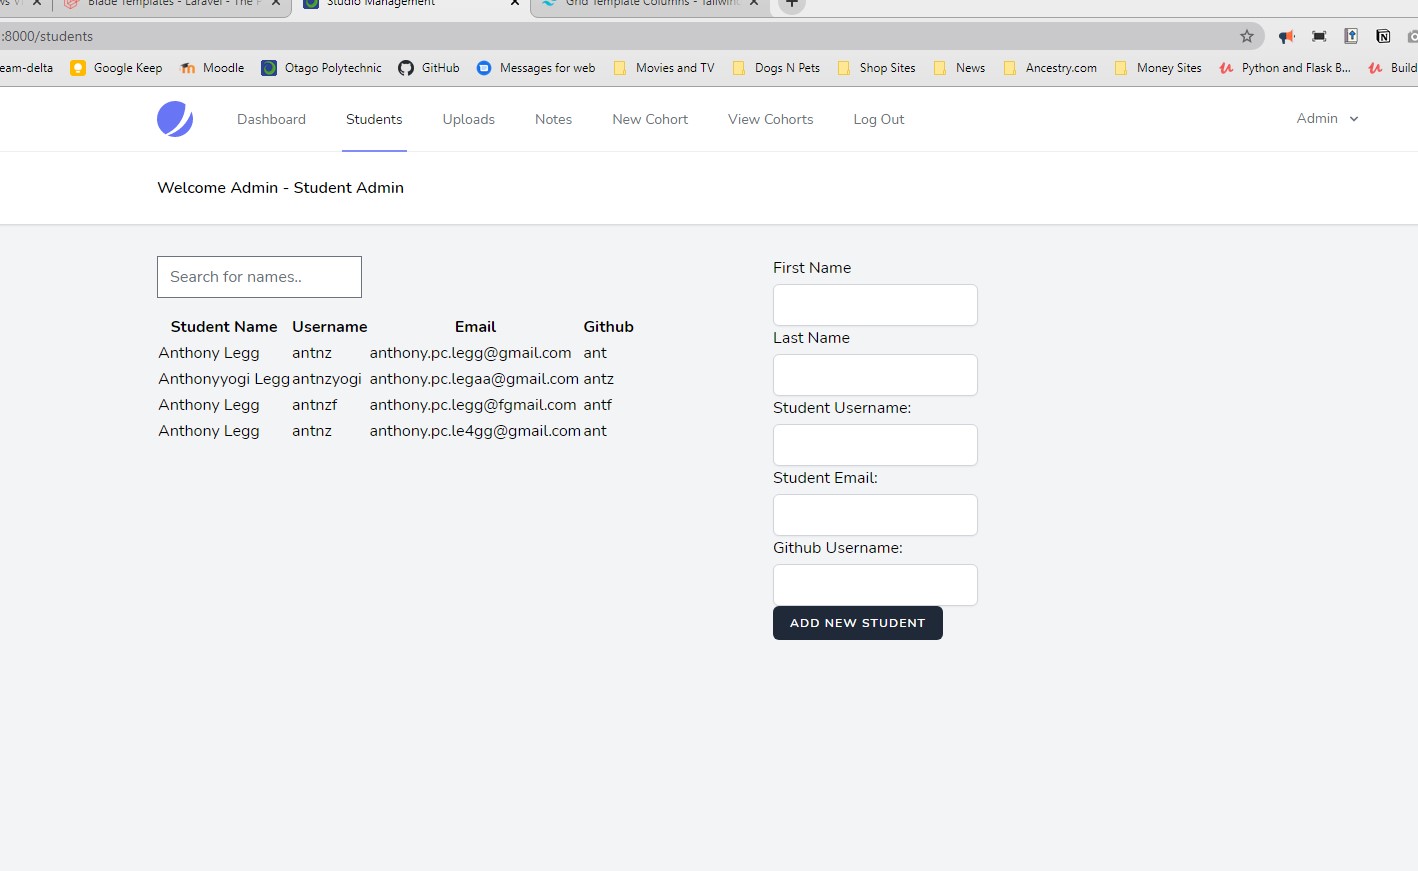 Blade Templates - Laravel - The
Studio Management
Grid Template Columns -
:8000/students
eam-delta Google Keep Moodle Otago Polytechnic GitHub Messages for web Movies and TV Dogs N Pets Shop Sites News Ancestry.com Money Sites Python and Flask B... Build
Dashboard Students Uploads Notes New Cohort View Cohorts Log Out Admin
Welcome Admin - Student Admin
Search for names..
Student Name Username Email Github
Anthony Legg antnz anthony.pc.legg@gmail.com ant
Anthonyyogi Legg antnzyogi anthony.pc.legaa@gmail.com antz
Anthony Legg antnzf anthony.pc.legg@fgmail.com antf
Anthony Legg antnz anthony.pc.le4gg@gmail.com ant
First Name
Last Name
Student Username:
Student Email:
Github Username:
ADD NEW STUDENT